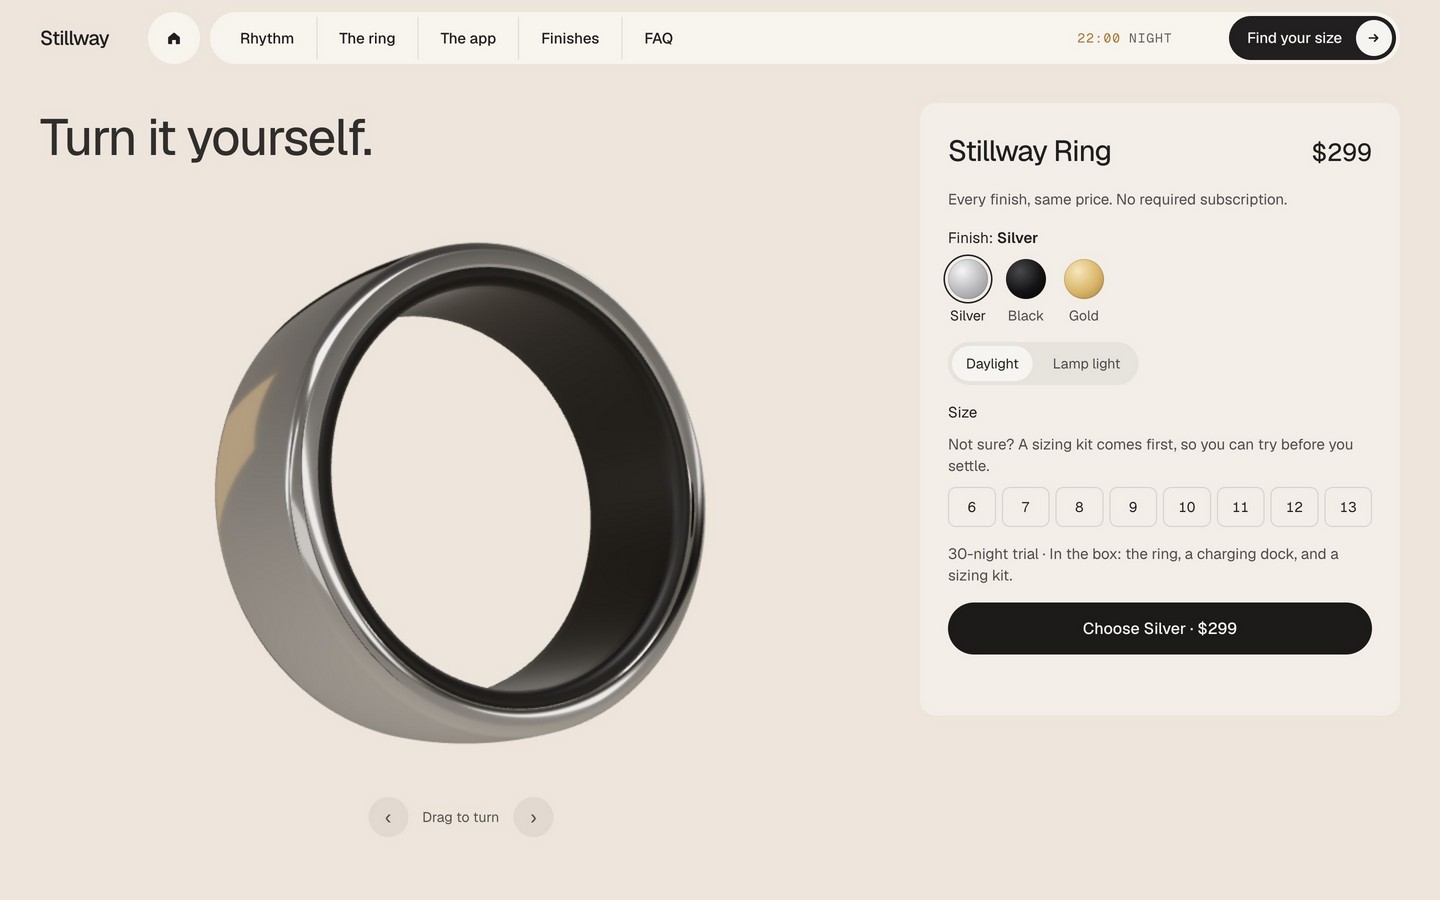 Stillway
Rhythm
The ring
The app
Finishes
FAQ
22:00 NIGHT
Find your size
Turn it yourself.
Stillway Ring
$299
Every finish, same price. No required subscription.
Finish: Silver
Silver
Black
Gold
Daylight
Lamp light
Size
Not sure? A sizing kit comes first, so you can try before you
settle.
6
7
8
9
10
11
12
13
30-night trial · In the box: the ring, a charging dock, and a
sizing kit.
Choose Silver · $299
Drag to turn